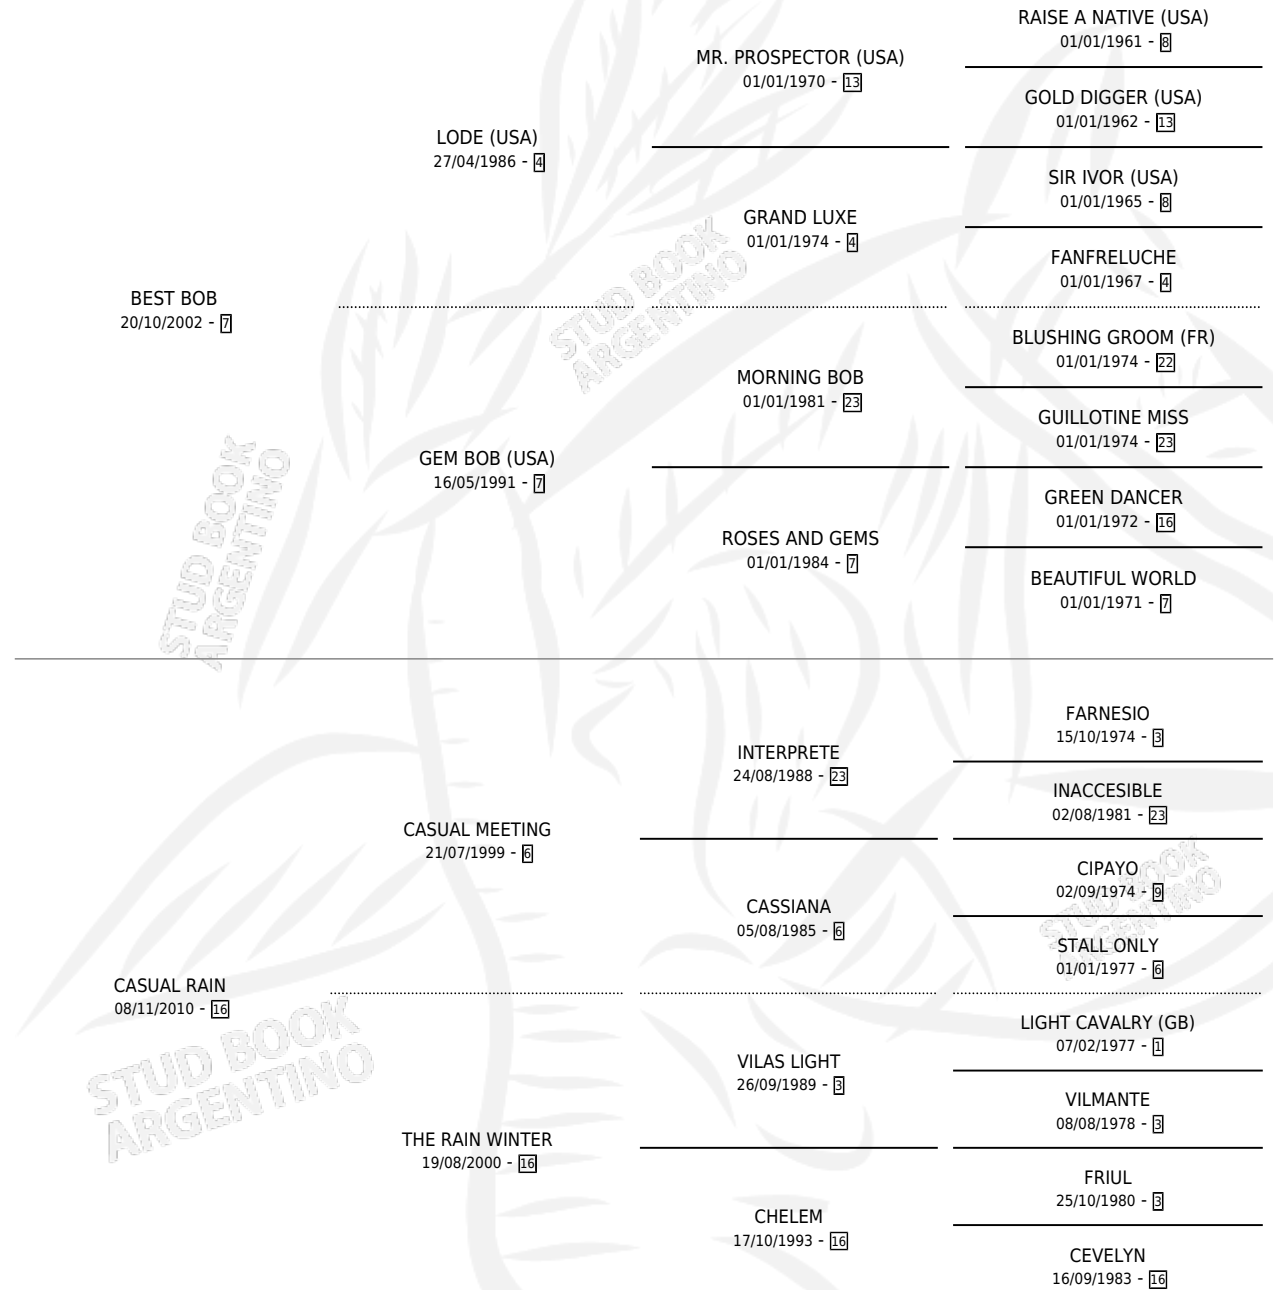 RAISE A NATIVE (USA)
01/01/1961 - 8
MR. PROSPECTOR (USA)
01/01/1970 - 13
GOLD DIGGER (USA)
01/01/1962 - 13
LODE (USA)
27/04/1986 - 4
SIR IVOR (USA)
01/01/1965 - 8
GRAND LUXE
01/01/1974 - 4
FANFRELUCHE
01/01/1967 - 4
BEST BOB
20/10/2002 - 7
BLUSHING GROOM (FR)
01/01/1974 - 22
MORNING BOB
01/01/1981 - 23
GUILLOTINE MISS
01/01/1974 - 23
GEM BOB (USA)
16/05/1991 - 7
GREEN DANCER
01/01/1972 - 16
ROSES AND GEMS
01/01/1984 - 7
BEAUTIFUL WORLD
01/01/1971 - 7
FARNESIO
15/10/1974 - 3
INTERPRETE
24/08/1988 - 23
INACCESIBLE
02/08/1981 - 23
CASUAL MEETING
21/07/1999 - 6
CIPAYO
02/09/1974 - 9
CASSIANA
05/08/1985 - 6
STALL ONLY
01/01/1977 - 6
CASUAL RAIN
08/11/2010 - 16
LIGHT CAVALRY (GB)
07/02/1977 - 1
VILAS LIGHT
26/09/1989 - 3
VILMANTE
08/08/1978 - 3
THE RAIN WINTER
19/08/2000 - 16
FRIUL
25/10/1980 - 3
CHELEM
17/10/1993 - 16
CEVELYN
16/09/1983 - 16
STUD BOOK
ARGENTINO
STUD BOOK
ARGENTINO
STUD BOOK
ARGENTINO
STUD BOOK
ARGENTINO